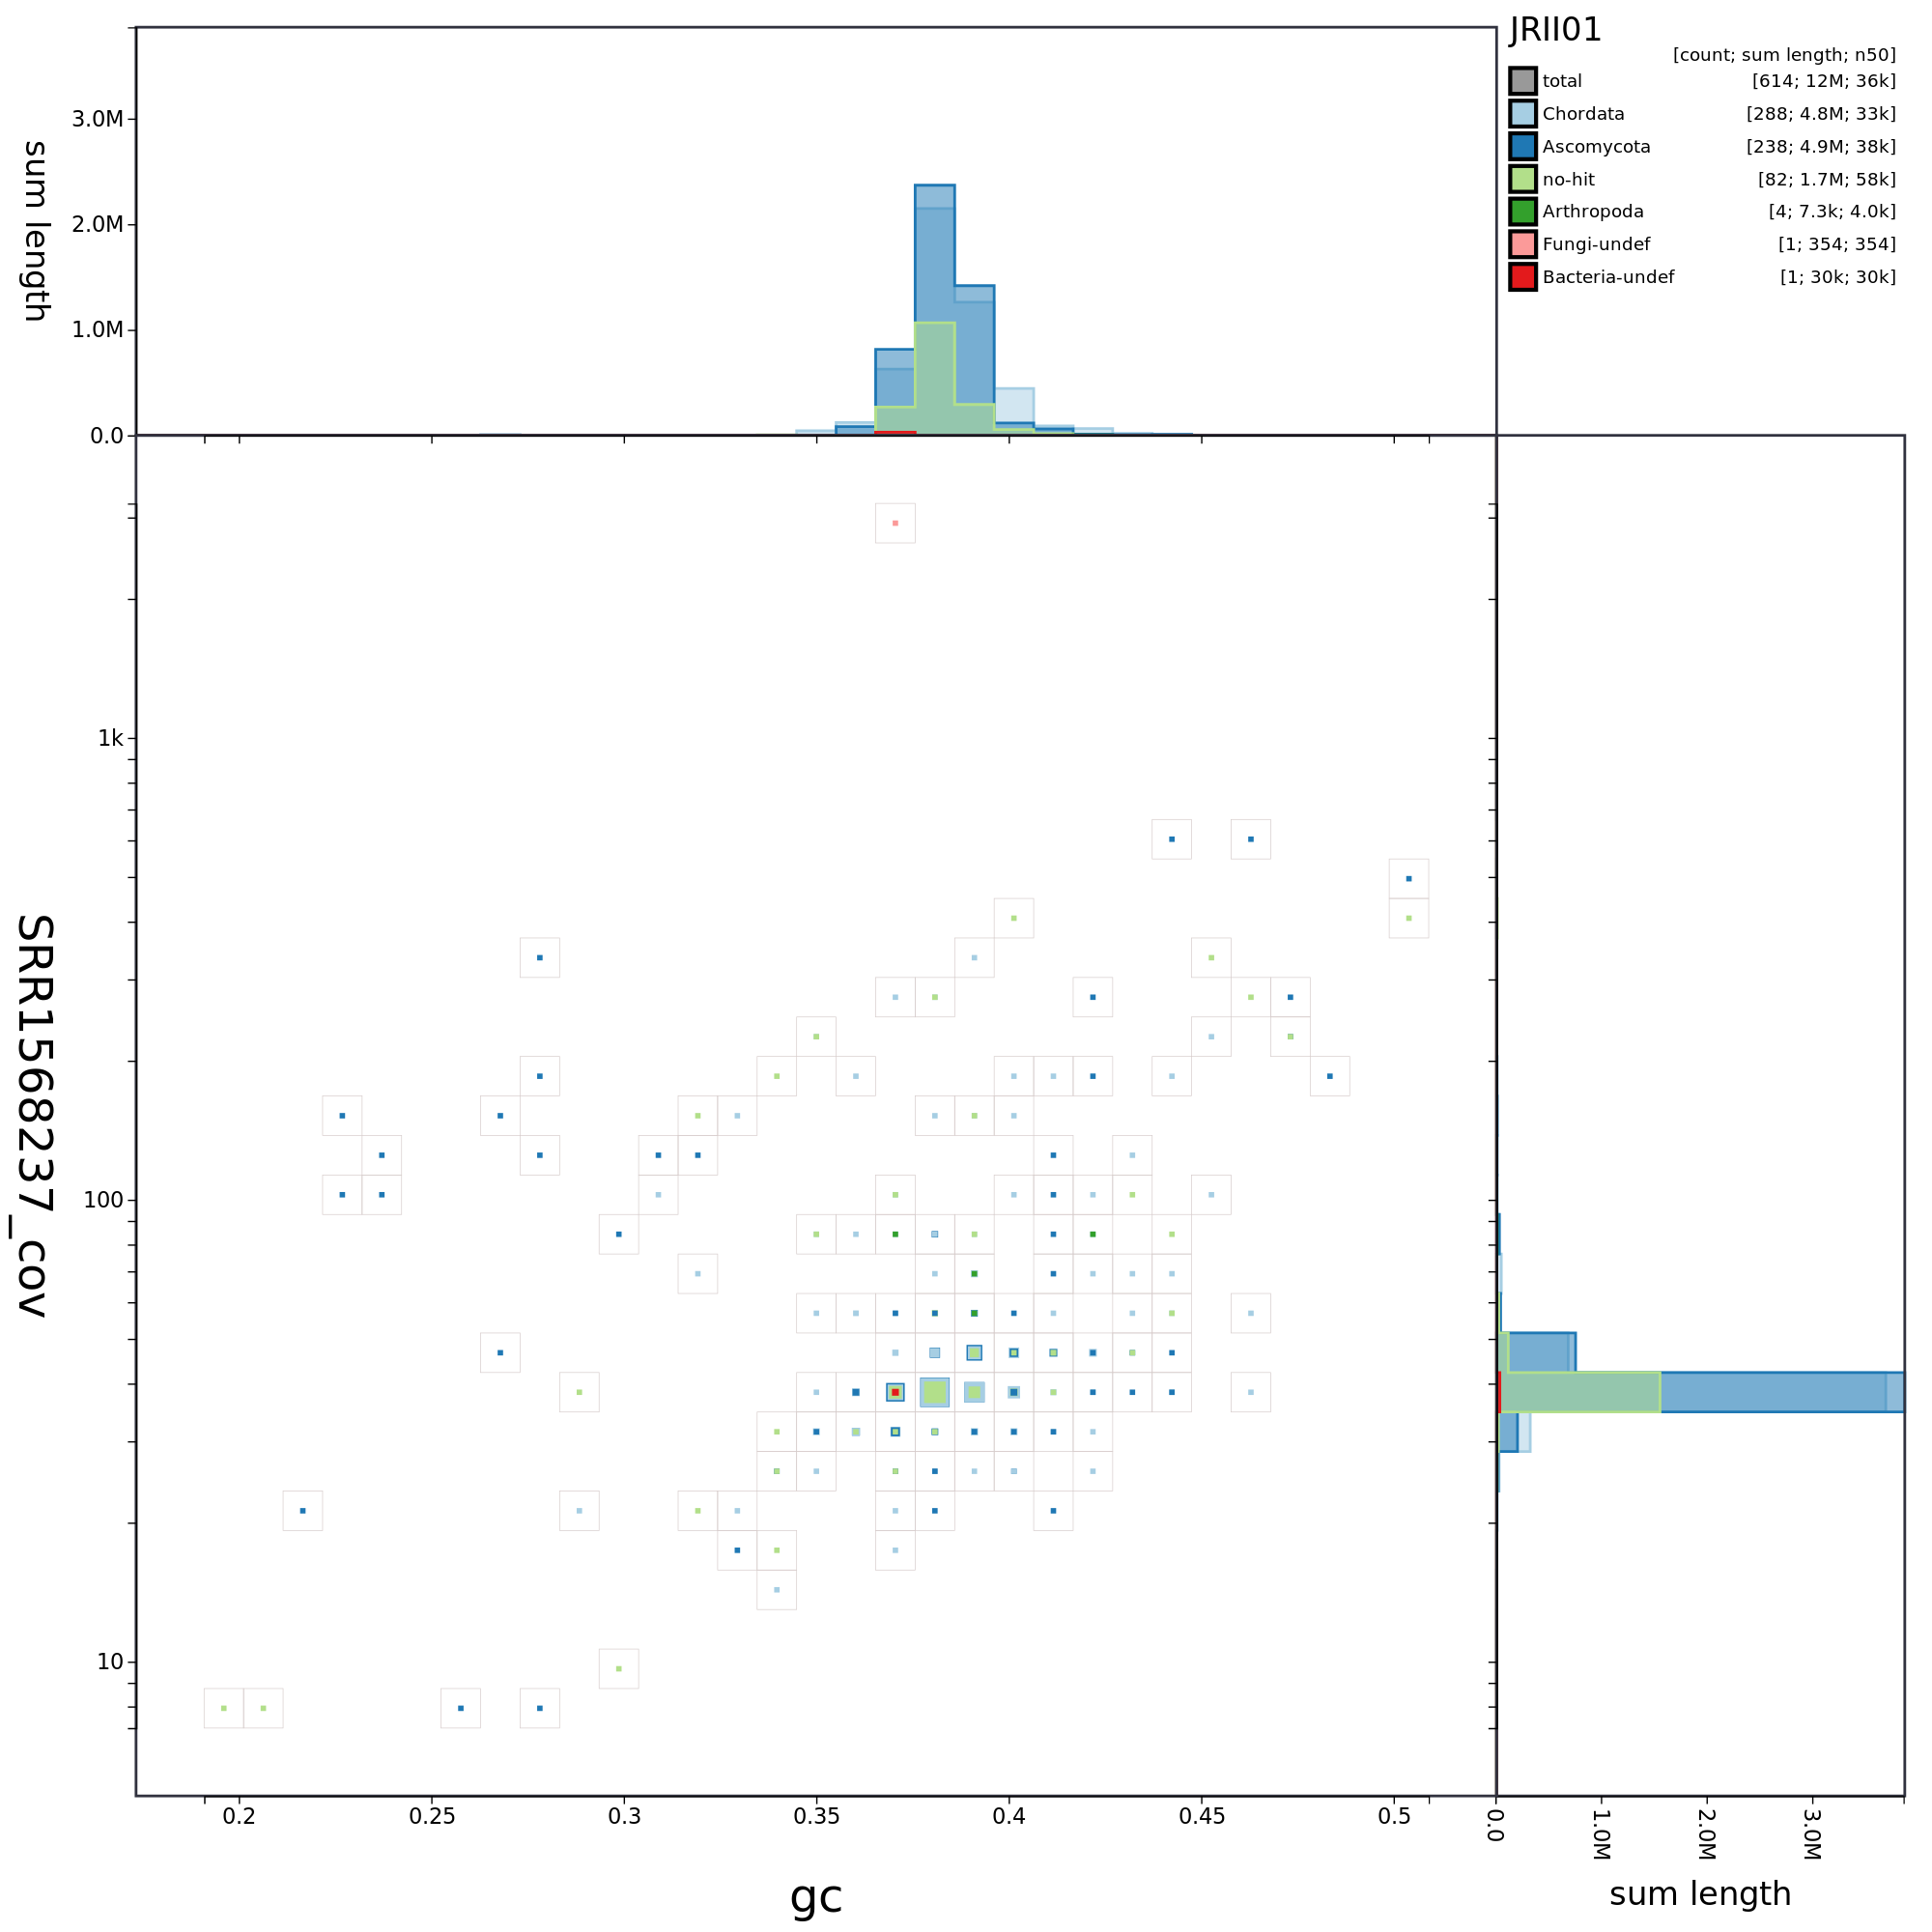 JRII01
[count; sum length; n50]
total [614; 12M; 36k]
Chordata [288; 4.8M; 33k]
Ascomycota [238; 4.9M; 38k]
no-hit [82; 1.7M; 58k]
Arthropoda [4; 7.3k; 4.0k]
Fungi-undef [1; 354; 354]
Bacteria-undef [1; 30k; 30k]
sum length
3.0M
2.0M
1.0M
0.0
SRR1568237_cov
1k
100
10
0.2 0.25 0.3 0.35 0.4 0.45 0.5
gc
0.0 1.0M 2.0M 3.0M
sum length